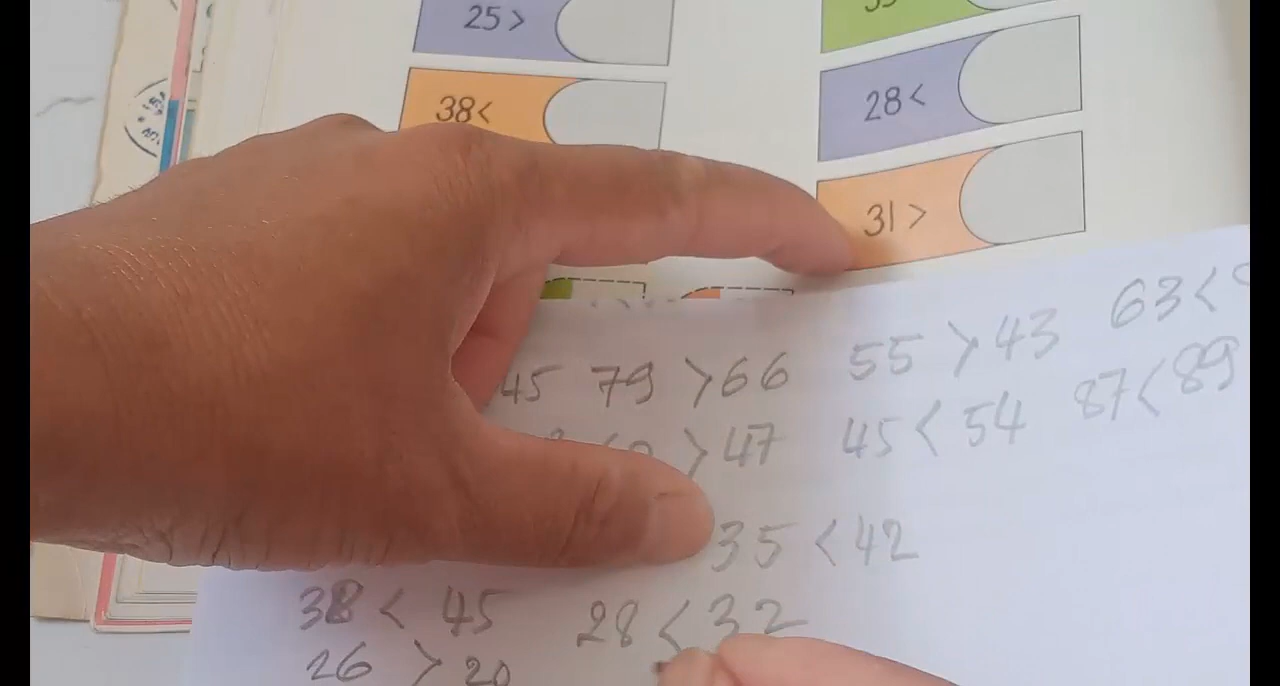 25 >
38 <
28 <
31 >
45 79 > 66 55 > 43 63 <
> 47 45 < 54 87 < 89
35 < 42
38 < 45 28 < 32
26 > 20